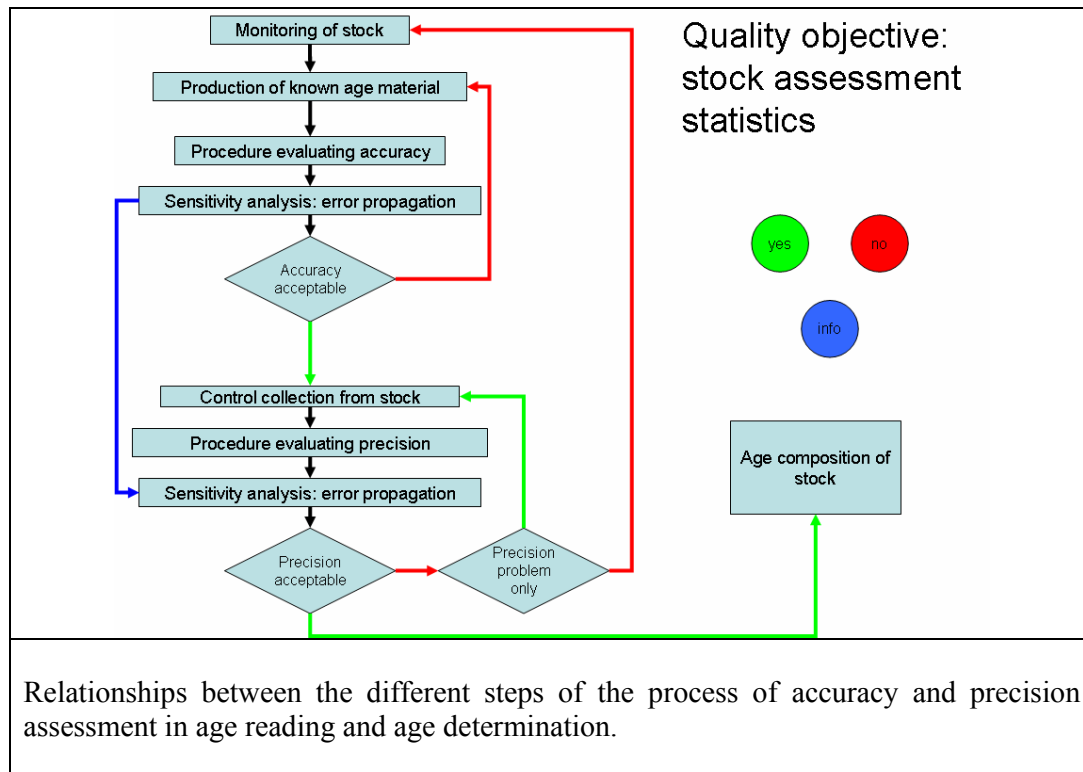 Monitoring of stock
Production of known age material
Procedure evaluating accuracy
Sensitivity analysis: error propagation
Accuracy
acceptable
Control collection from stock
Procedure evaluating precision
Sensitivity analysis: error propagation
Precision
acceptable
Precision
problem
only
Quality objective:
stock assessment
statistics
yes
no
info
Age composition of
stock
Relationships between the different steps of the process of accuracy and precision
assessment in age reading and age determination.